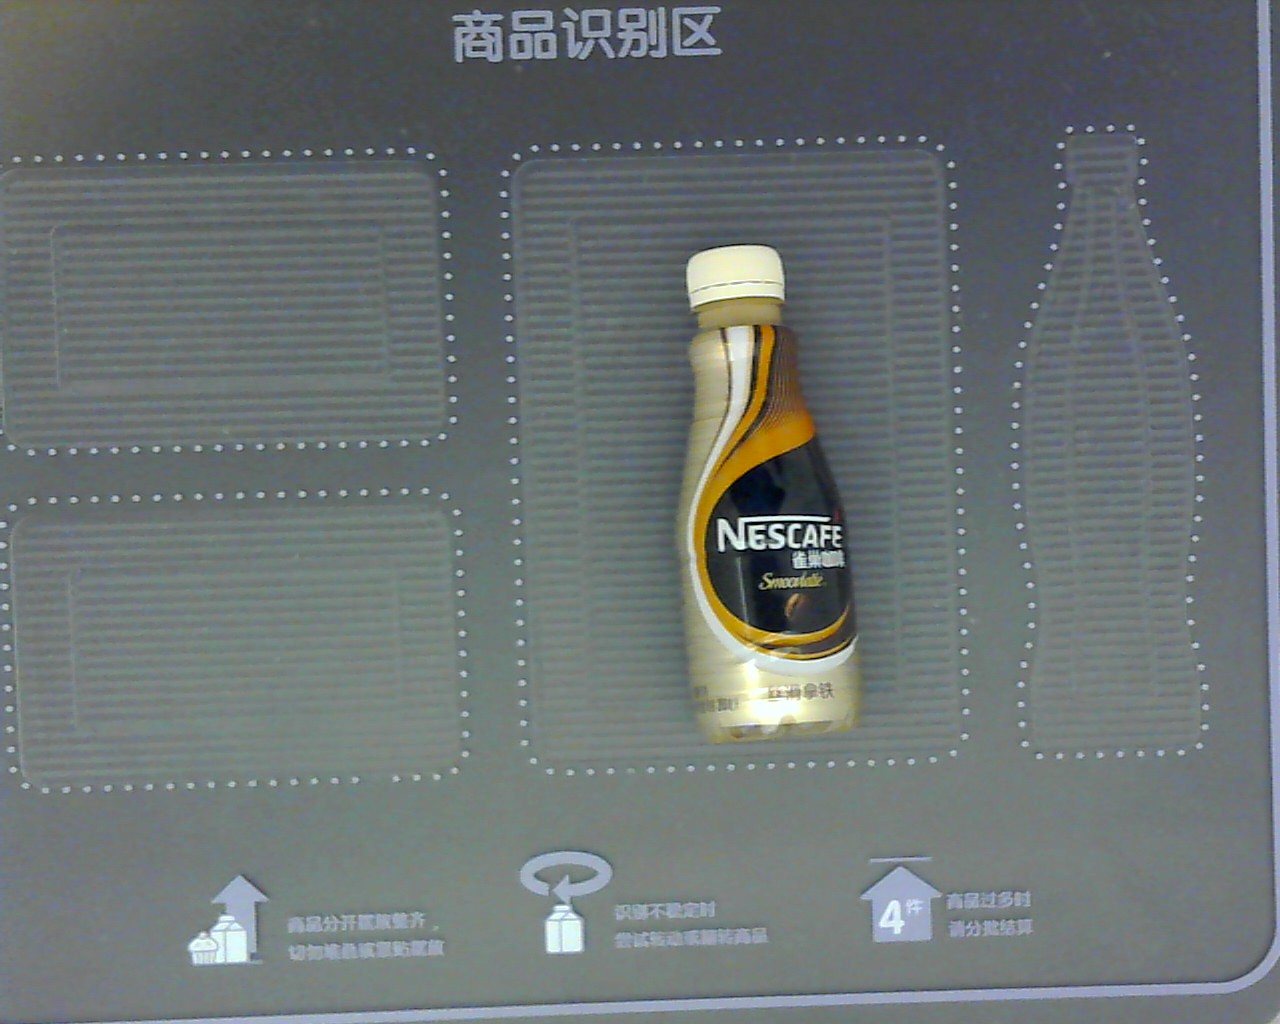 商品识别区
NESCAFÉ
雀巢咖啡
Smoovlatte
丝滑拿铁
商品分开摆放整齐，
切勿堆叠或紧贴摆放
识别不稳定时
尝试转动或翻转商品
4件
商品过多时
请分批结算